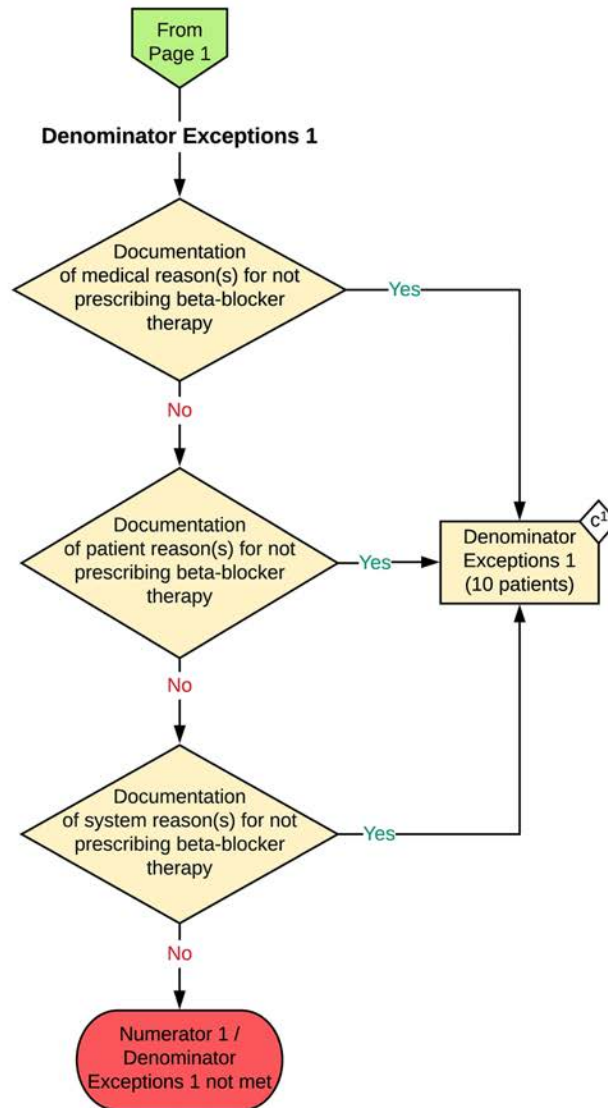 From
Page 1
Denominator Exceptions 1
Documentation
of medical reason(s) for not
prescribing beta-blocker
therapy
Yes
No
Documentation
of patient reason(s) for not
prescribing beta-blocker
therapy
Yes
c¹
Denominator
Exceptions 1
(10 patients)
No
Documentation
of system reason(s) for not
prescribing beta-blocker
therapy
Yes
No
Numerator 1 /
Denominator
Exceptions 1 not met